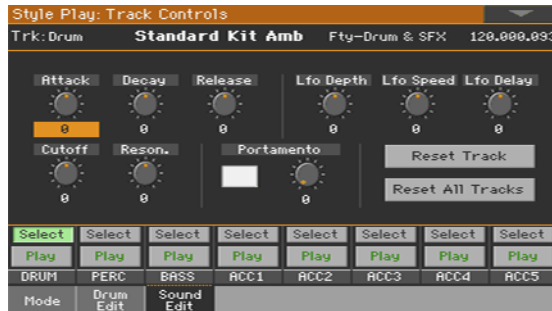 Style Play: Track Controls
Trk: Drum Standard Kit Amb Fty-Drum & SFX 120.000.093
Attack Decay Release Lfo Depth Lfo Speed Lfo Delay
0 0 0 0 0 0
Cutoff Reson. Portamento Reset Track
0 0 0 Reset All Tracks
Select Select Select Select Select Select Select Select
Play Play Play Play Play Play Play Play
DRUM PERC BASS ACC1 ACC2 ACC3 ACC4 ACC5
Mode Drum Edit Sound Edit